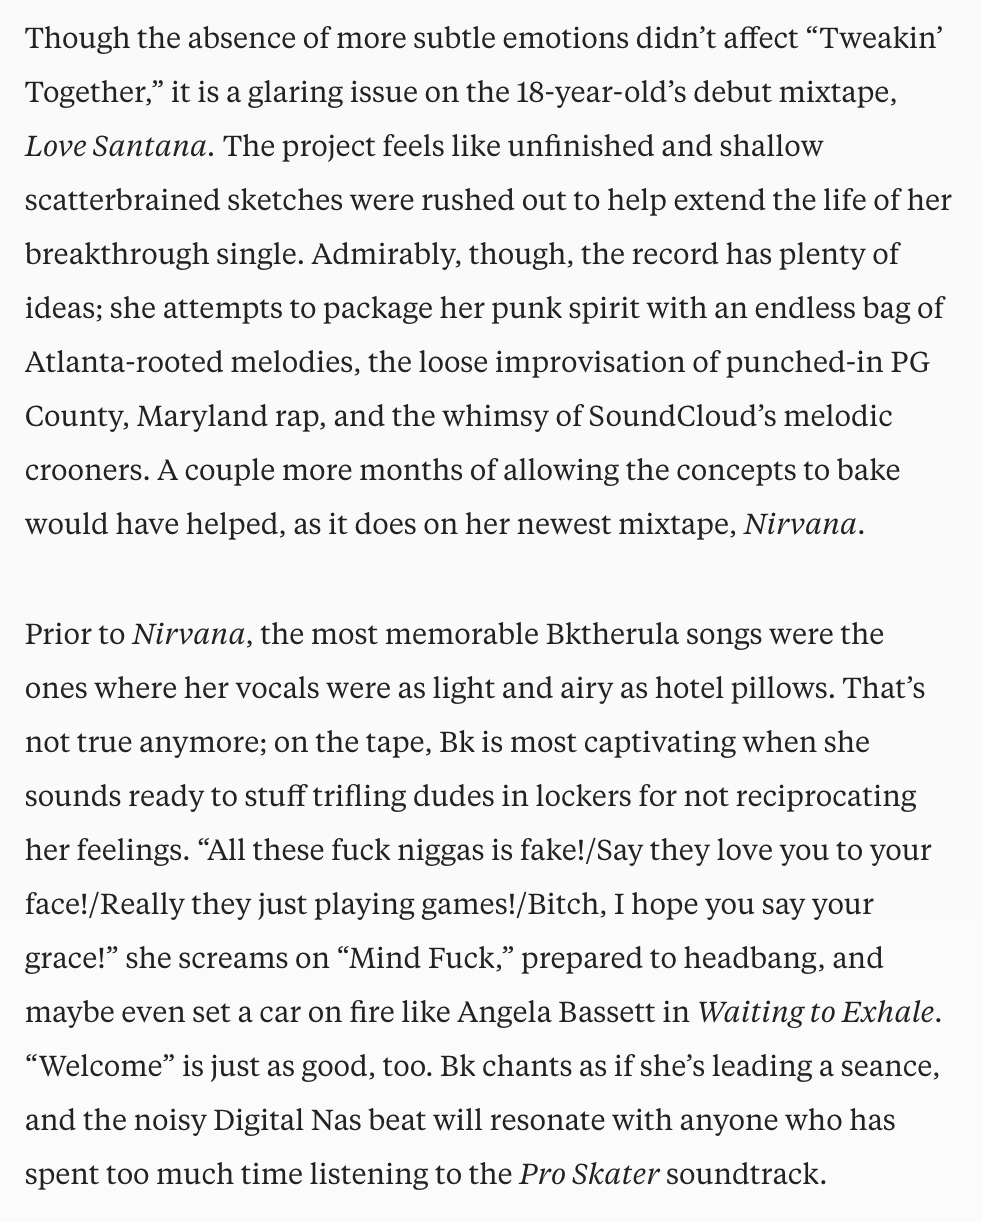 Though the absence of more subtle emotions didn’t affect “Tweakin’
Together,” it is a glaring issue on the 18-year-old’s debut mixtape,
Love Santana. The project feels like unfinished and shallow
scatterbrained sketches were rushed out to help extend the life of her
breakthrough single. Admirably, though, the record has plenty of
ideas; she attempts to package her punk spirit with an endless bag of
Atlanta-rooted melodies, the loose improvisation of punched-in PG
County, Maryland rap, and the whimsy of SoundCloud’s melodic
crooners. A couple more months of allowing the concepts to bake
would have helped, as it does on her newest mixtape, Nirvana.

Prior to Nirvana, the most memorable Bktherula songs were the
ones where her vocals were as light and airy as hotel pillows. That’s
not true anymore; on the tape, Bk is most captivating when she
sounds ready to stuff trifling dudes in lockers for not reciprocating
her feelings. “All these fuck niggas is fake!/Say they love you to your
face!/Really they just playing games!/Bitch, I hope you say your
grace!” she screams on “Mind Fuck,” prepared to headbang, and
maybe even set a car on fire like Angela Bassett in Waiting to Exhale.
“Welcome” is just as good, too. Bk chants as if she’s leading a seance,
and the noisy Digital Nas beat will resonate with anyone who has
spent too much time listening to the Pro Skater soundtrack.